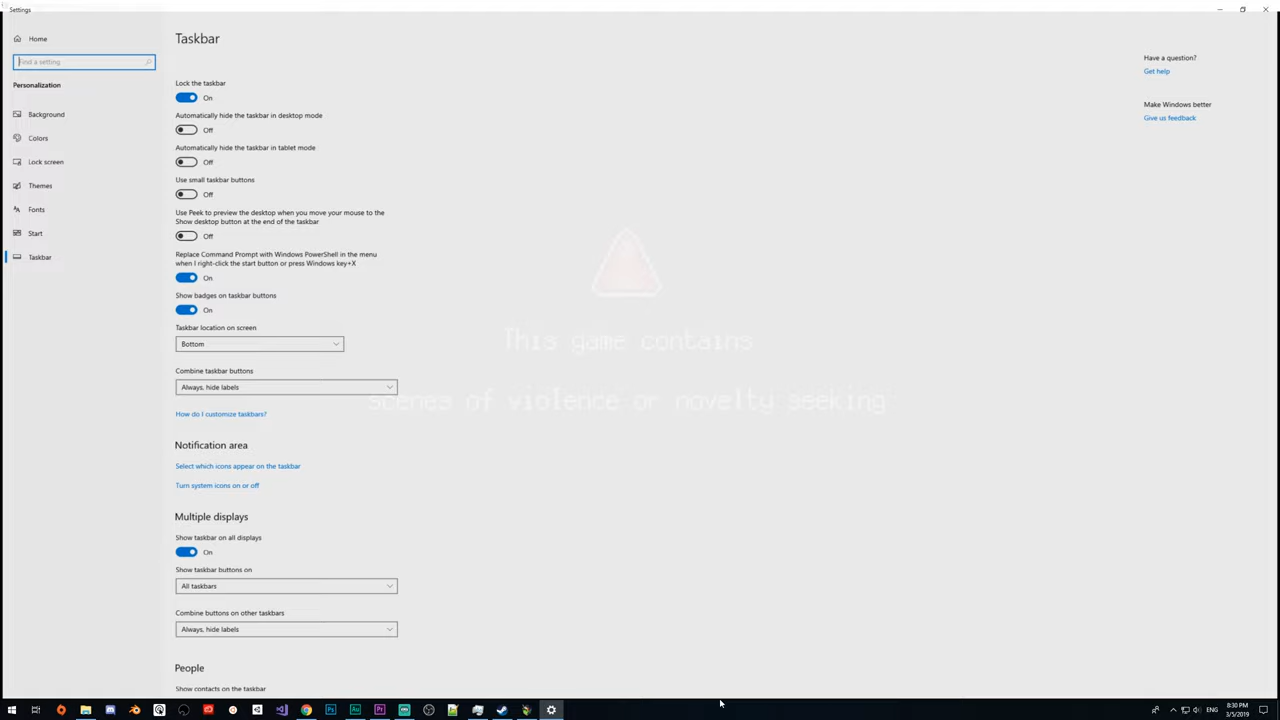 Settings
Home
Find a setting
Personalization
Background
Colors
Lock screen
Themes
Fonts
Start
Taskbar
Taskbar
Lock the taskbar
On
Automatically hide the taskbar in desktop mode
Off
Automatically hide the taskbar in tablet mode
Off
Use small taskbar buttons
Off
Use Peek to preview the desktop when you move your mouse to the
Show desktop button at the end of the taskbar
Off
Replace Command Prompt with Windows PowerShell in the menu
when I right-click the start button or press Windows key+X
On
Show badges on taskbar buttons
On
Taskbar location on screen
Bottom
Combine taskbar buttons
Always, hide labels
How do I customize taskbars?
Notification area
Select which icons appear on the taskbar
Turn system icons on or off
Multiple displays
Show taskbar on all displays
On
Show taskbar buttons on
All taskbars
Combine buttons on other taskbars
Always, hide labels
People
Show contacts on the taskbar
This game contains
scenes of violence or novelty seeking
Have a question?
Get help
Make Windows better
Give us feedback
Ps
Au
Pr
ENG
8:30 PM
3/5/2019